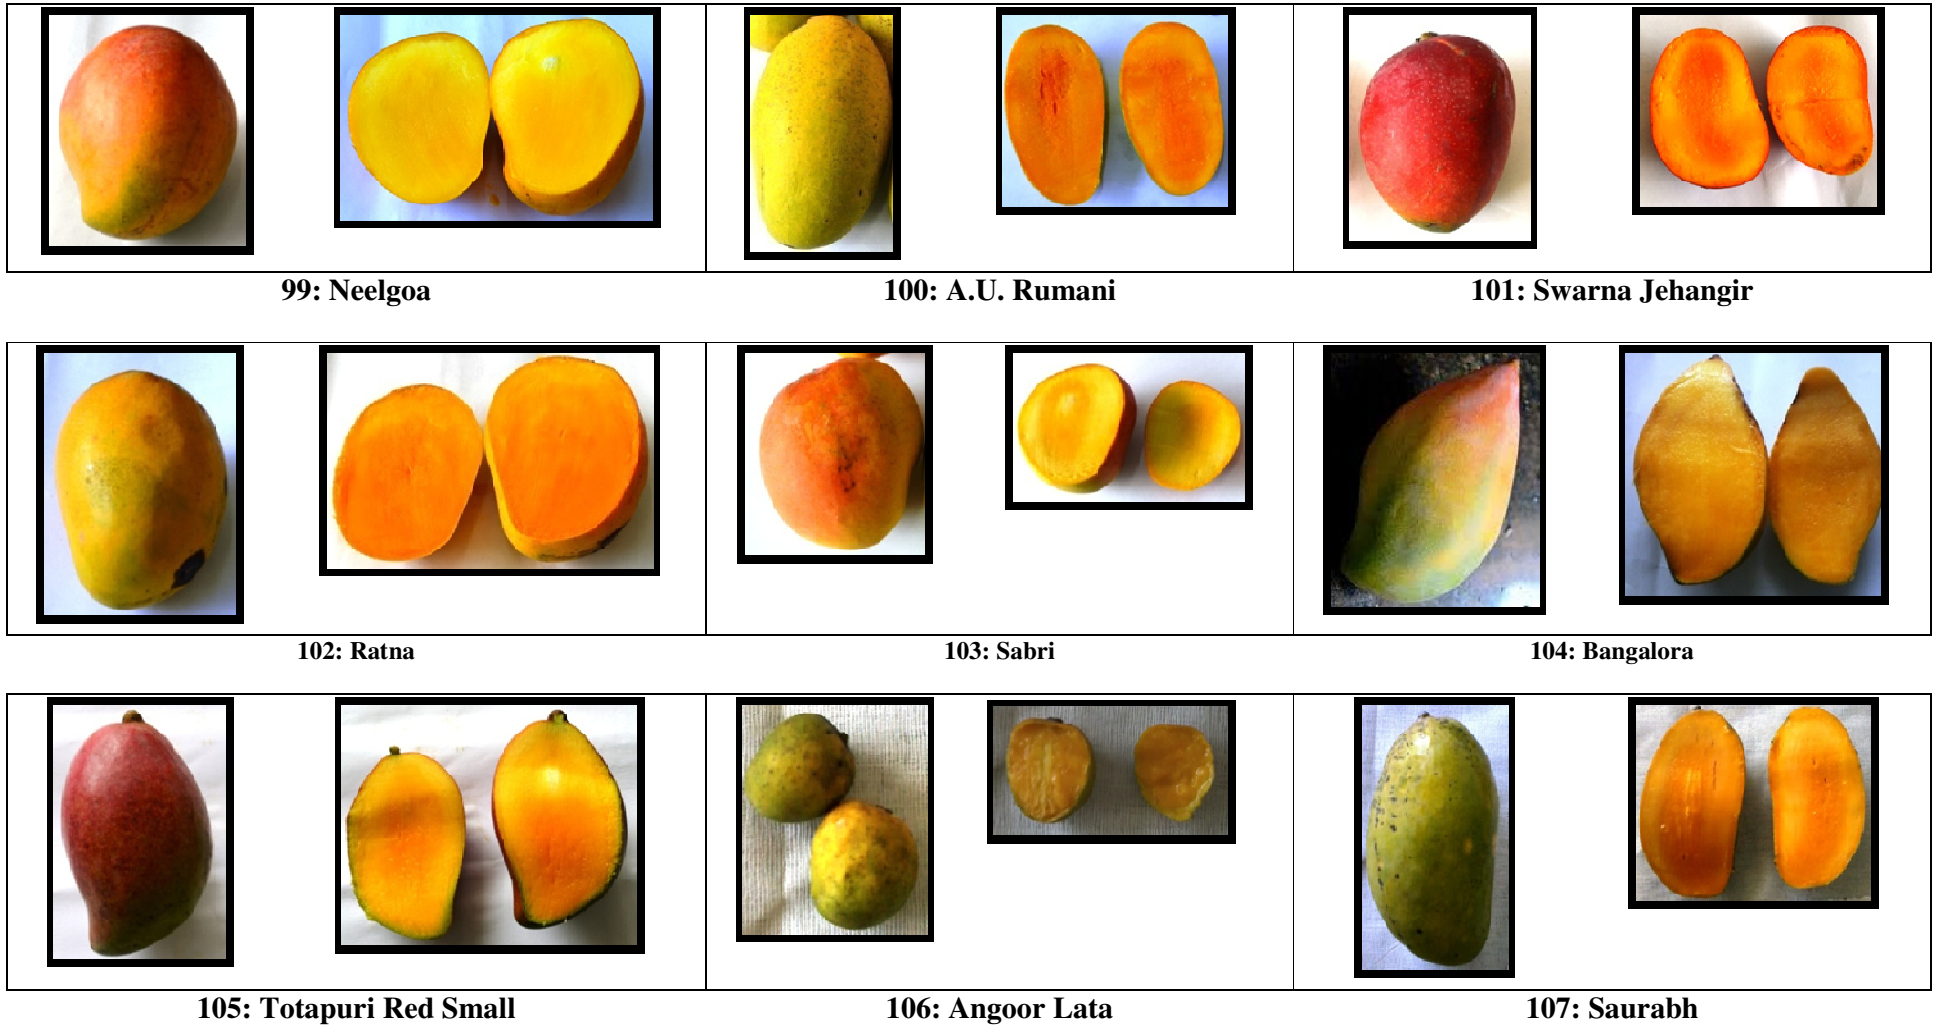 99: Neelgoa
100: A.U. Rumani
101: Swarna Jehangir
102: Ratna
103: Sabri
104: Bangalora
105: Totapuri Red Small
106: Angoor Lata
107: Saurabh